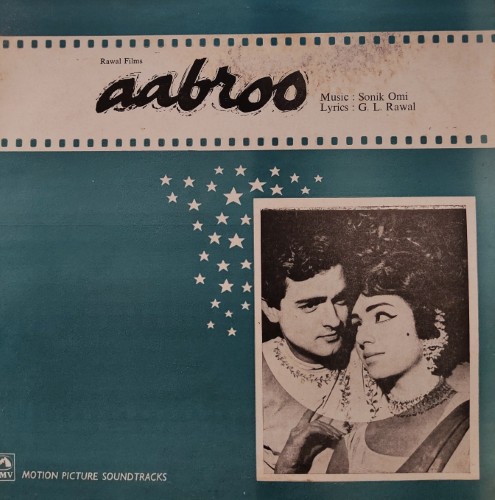 Rawal Films
aabroo
Music : Sonik Omi
Lyrics : G. L. Rawal
MOTION PICTURE SOUNDTRACKS